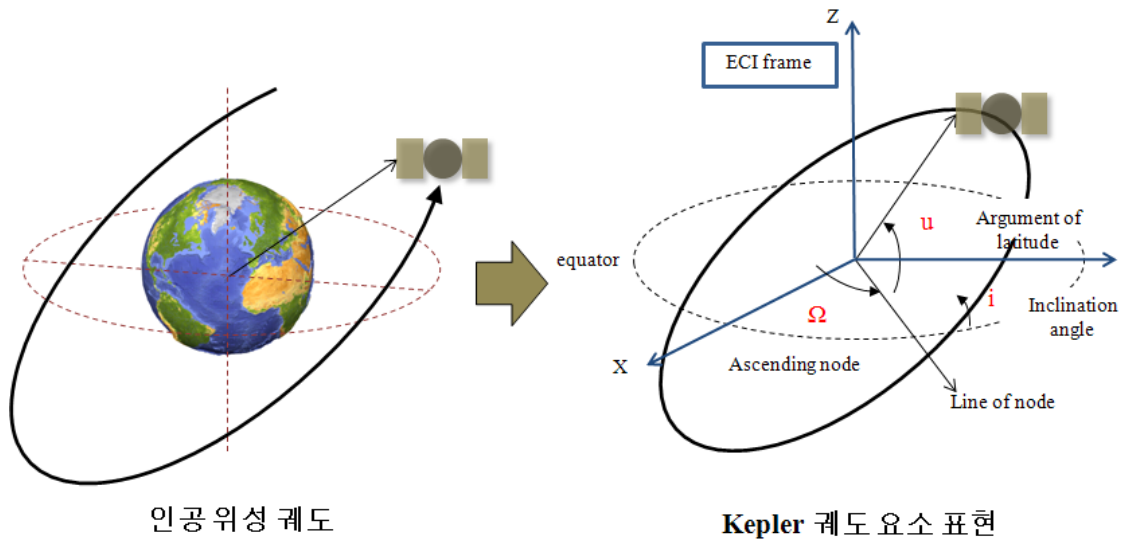 Z
ECI frame
u
Argument of
latitude
equator
i
Inclination
angle
Ω
X
Ascending node
Line of node
인공위성 궤도
Kepler 궤도 요소 표현